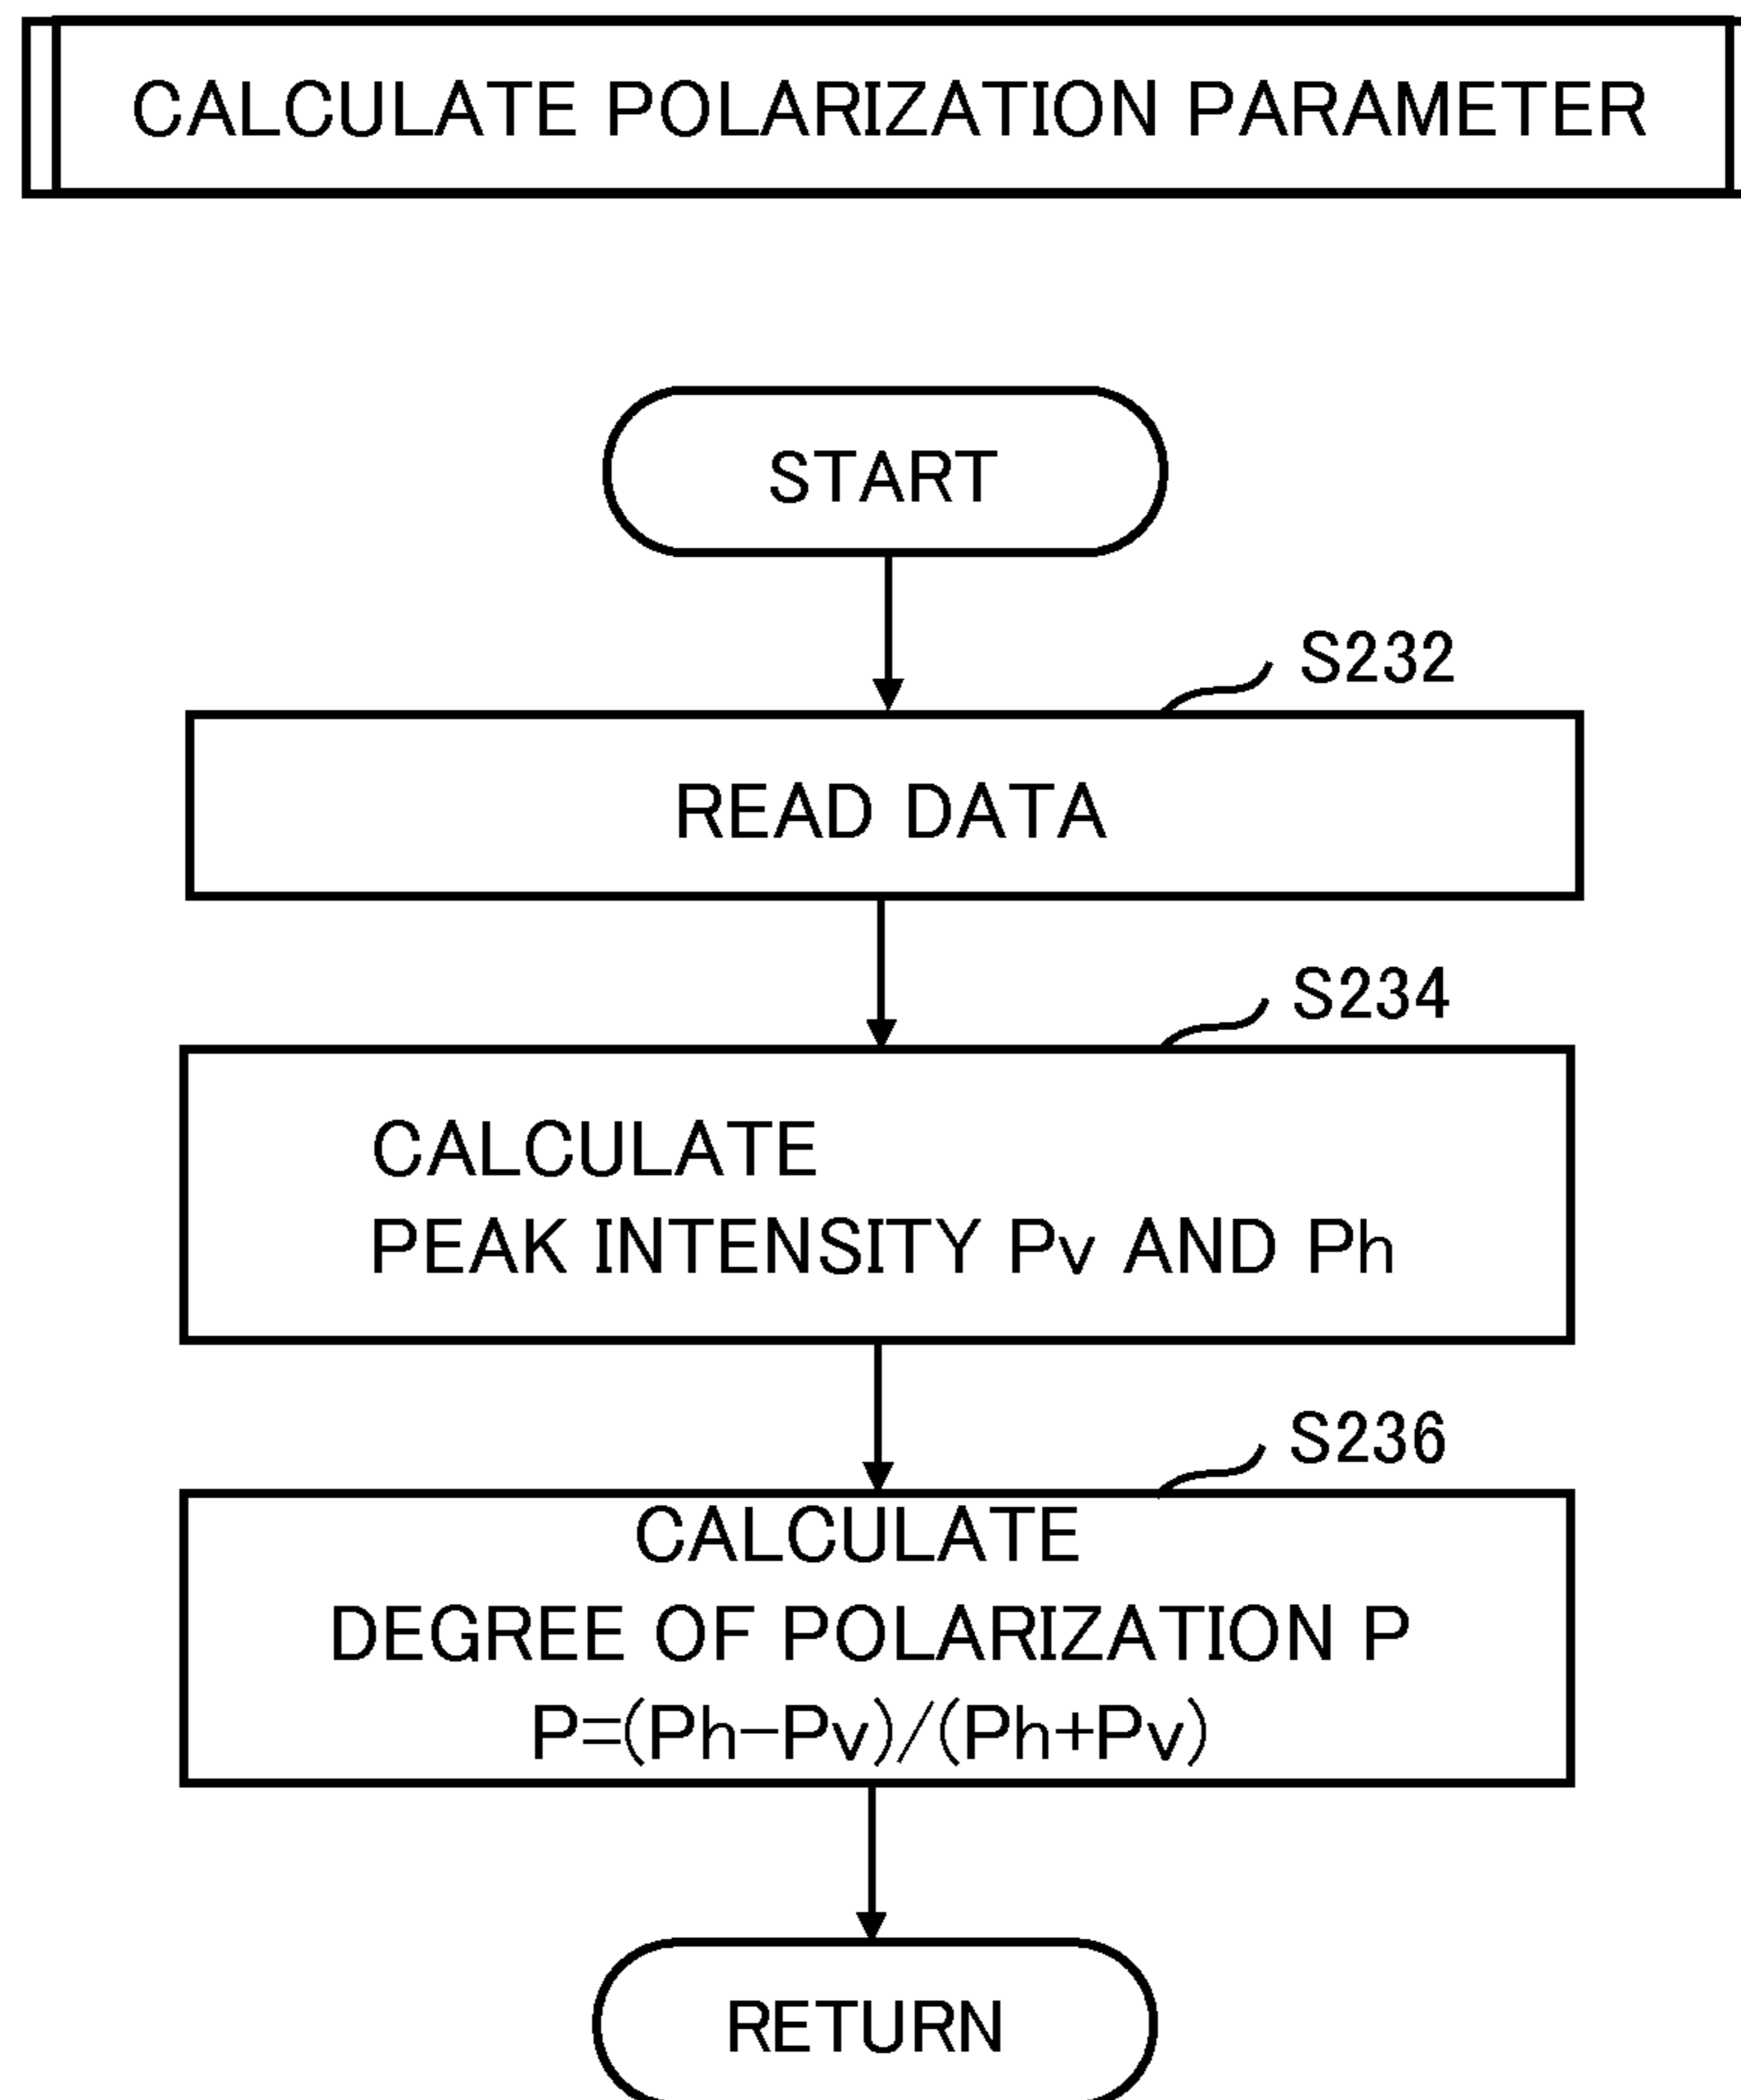 CALCULATE POLARIZATION PARAMETER
START
S232
READ DATA
S234
CALCULATE
PEAK INTENSITY Pv AND Ph
S236
CALCULATE
DEGREE OF POLARIZATION P
P=(Ph−Pv)/(Ph+Pv)
RETURN